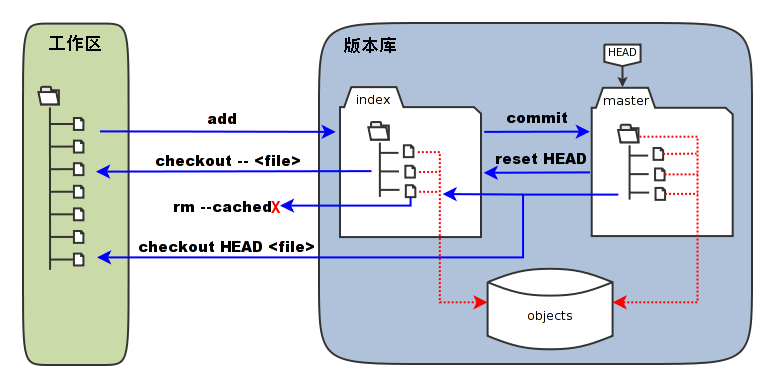 工作区
版本库
HEAD
index
master
add
commit
checkout -- <file>
reset HEAD
rm --cached
X
checkout HEAD <file>
objects